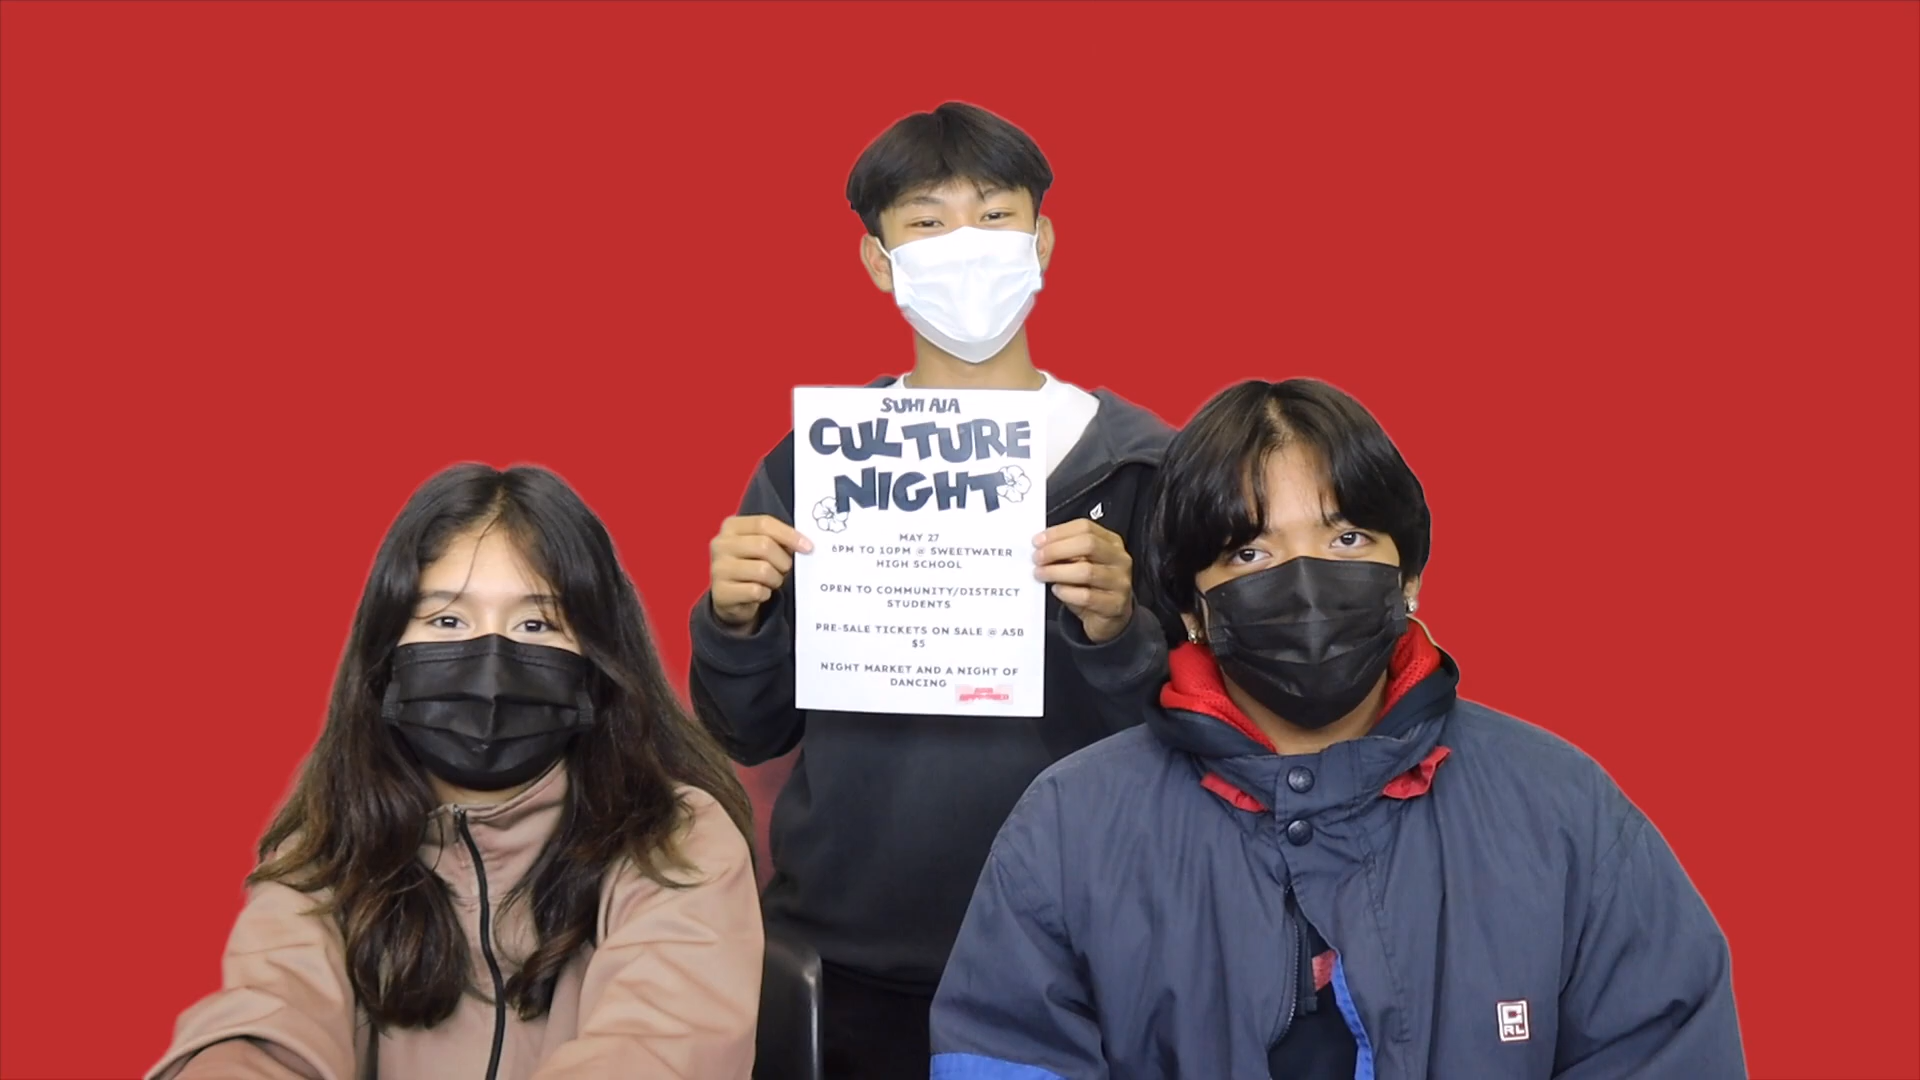 SUHI AIA
CULTURE
NIGHT
MAY 27
6PM TO 10PM @ SWEETWATER
HIGH SCHOOL
OPEN TO COMMUNITY/DISTRICT
STUDENTS
PRE-SALE TICKETS ON SALE @ ASB
$5
NIGHT MARKET AND A NIGHT OF
DANCING
C
RL